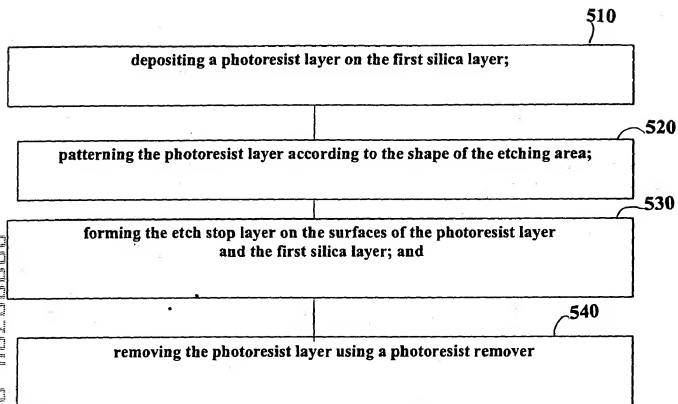 510
depositing a photoresist layer on the first silica layer;
520
patterning the photoresist layer according to the shape of the etching area;
530
forming the etch stop layer on the surfaces of the photoresist layer
and the first silica layer; and
540
removing the photoresist layer using a photoresist remover